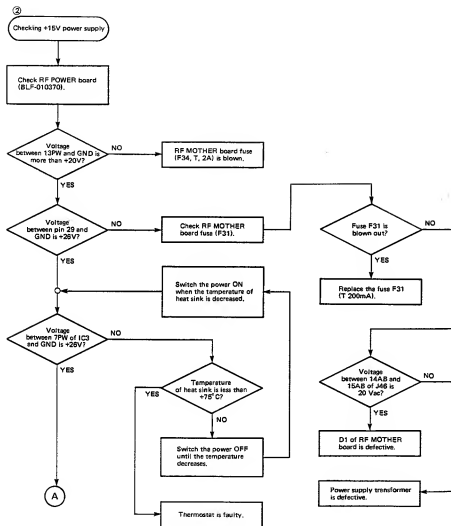 ②
Checking +15V power supply
Check RF POWER board
(BLF-010370).
Voltage
between 13PW and GND is
more than +20V?
NO
RF MOTHER board fuse
(F34, T, 2A) is blown.
YES
Voltage
between pin 29 and
GND is +26V?
NO
Check RF MOTHER
board fuse (F31).
Fuse F31 is
blown out?
NO
YES
YES
Replace the fuse F31
(T 200mA).
Switch the power ON
when the temperature of
heat sink is decreased.
Voltage
between 7PW of IC3
and GND is +26V?
NO
YES
Temperature
of heat sink is less than
+75°C?
YES
NO
Switch the power OFF
until the temperature
decreases.
Thermostat is faulty.
Voltage
between 14AB and
15AB of J46 is
20 Vac?
NO
YES
D1 of RF MOTHER
board is defective.
Power supply transformer
is defective.
A